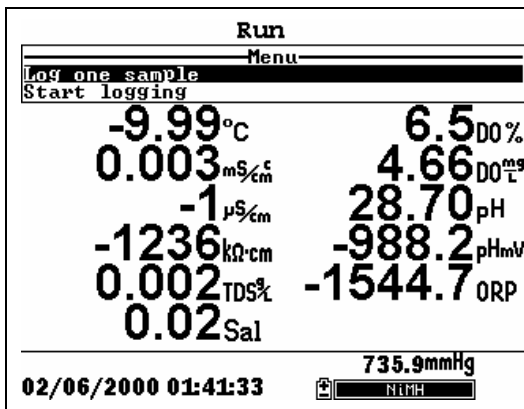 Run
Menu
Log one sample
Start logging
-9.99°C 6.5DO %
0.003mS/cm c 4.66DO mg/L
-1µS/cm 28.70pH
-1236kΩ·cm -988.2pHmV
0.002TDS g/L -1544.7 ORP
0.02Sal
735.9mmHg
02/06/2000 01:41:33 NiMH